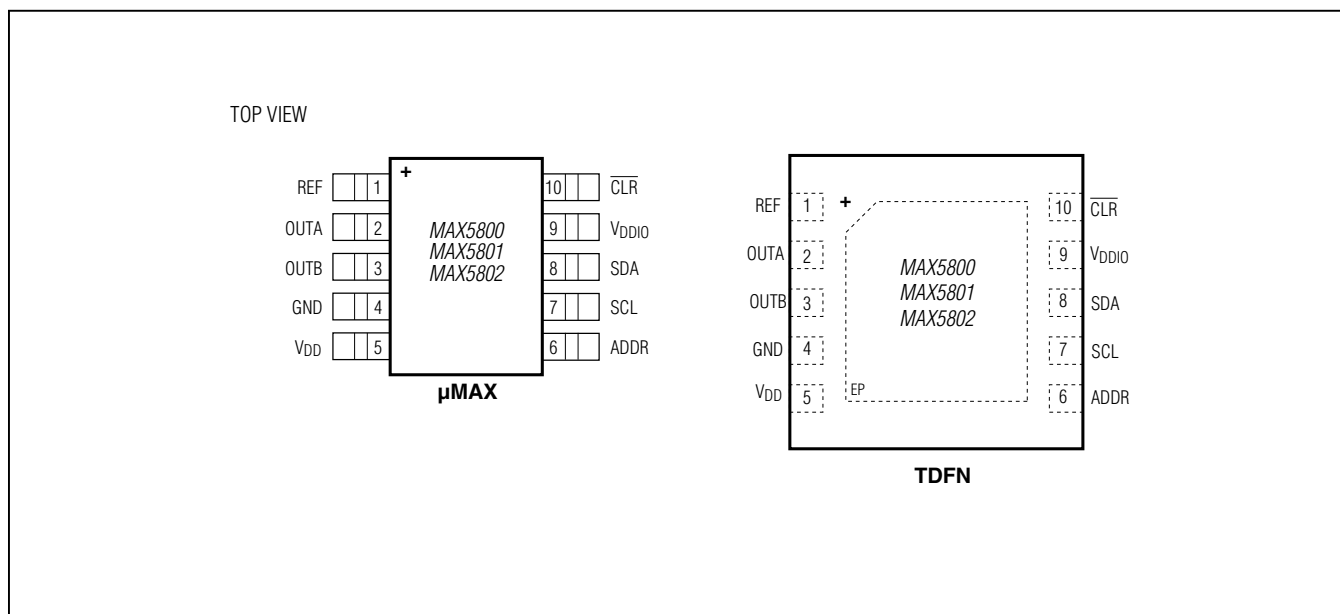 TOP VIEW
REF 1 + 10 CLR
OUTA 2 MAX5800 9 VDDIO
MAX5801
OUTB 3 MAX5802 8 SDA
GND 4 7 SCL
VDD 5 6 ADDR
µMAX
REF 1 + 10 CLR
OUTA 2 9 VDDIO
MAX5800
OUTB 3 MAX5801 8 SDA
MAX5802
GND 4 7 SCL
VDD 5 EP 6 ADDR
TDFN